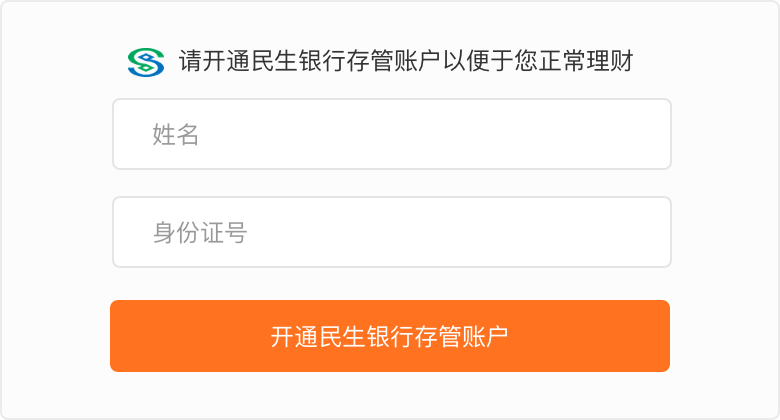 请开通民生银行存管账户以便于您正常理财
姓名
身份证号
开通民生银行存管账户